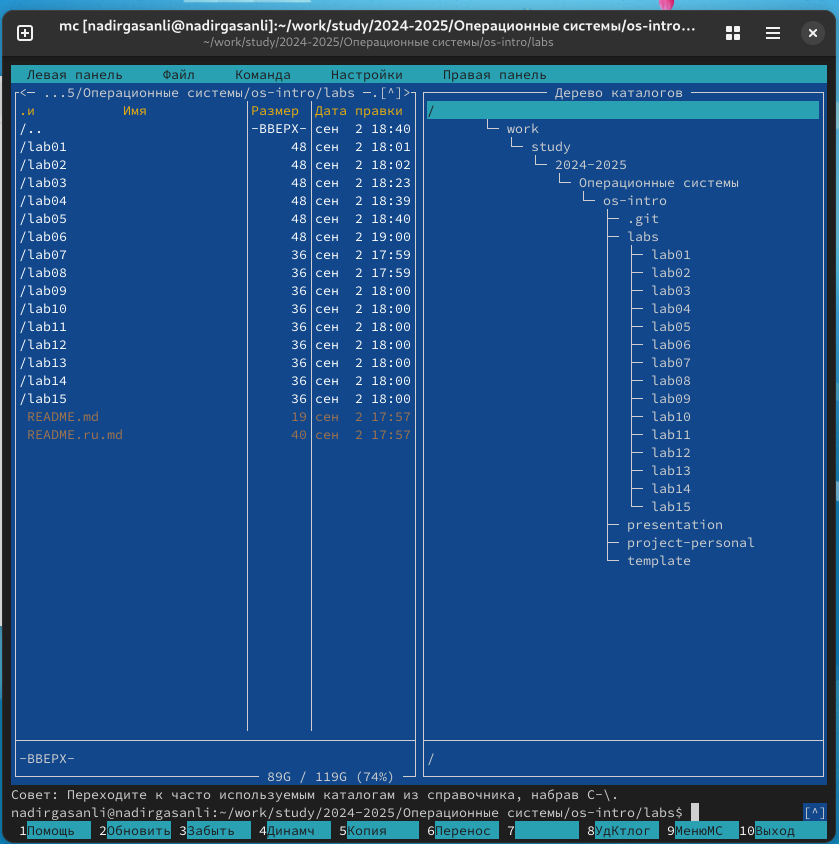 mc [nadirgasanli@nadirgasanli]:~/work/study/2024-2025/Операционные системы/os-intro…
~/work/study/2024-2025/Операционные системы/os-intro/labs
Левая панель Файл Команда Настройки Правая панель
<─ ...5/Операционные системы/os-intro/labs ─.[^]>
.и Имя Размер Дата правки
/.. -ВВЕРХ- сен 2 18:40
/lab01 48 сен 2 18:01
/lab02 48 сен 2 18:02
/lab03 48 сен 2 18:23
/lab04 48 сен 2 18:39
/lab05 48 сен 2 18:40
/lab06 48 сен 2 19:00
/lab07 36 сен 2 17:59
/lab08 36 сен 2 17:59
/lab09 36 сен 2 18:00
/lab10 36 сен 2 18:00
/lab11 36 сен 2 18:00
/lab12 36 сен 2 18:00
/lab13 36 сен 2 18:00
/lab14 36 сен 2 18:00
/lab15 36 сен 2 18:00
README.md 19 сен 2 17:57
README.ru.md 40 сен 2 17:57
-ВВЕРХ-
89G / 119G (74%)
Дерево каталогов
/
work
study
2024-2025
Операционные системы
os-intro
.git
labs
lab01
lab02
lab03
lab04
lab05
lab06
lab07
lab08
lab09
lab10
lab11
lab12
lab13
lab14
lab15
presentation
project-personal
template
/
Совет: Переходите к часто используемым каталогам из справочника, набрав C-\.
nadirgasanli@nadirgasanli:~/work/study/2024-2025/Операционные системы/os-intro/labs$ [^]
1Помощь 2Обновить 3Забыть 4Динамч 5Копия 6Перенос 7 8УдКтлог 9МенюМС 10Выход